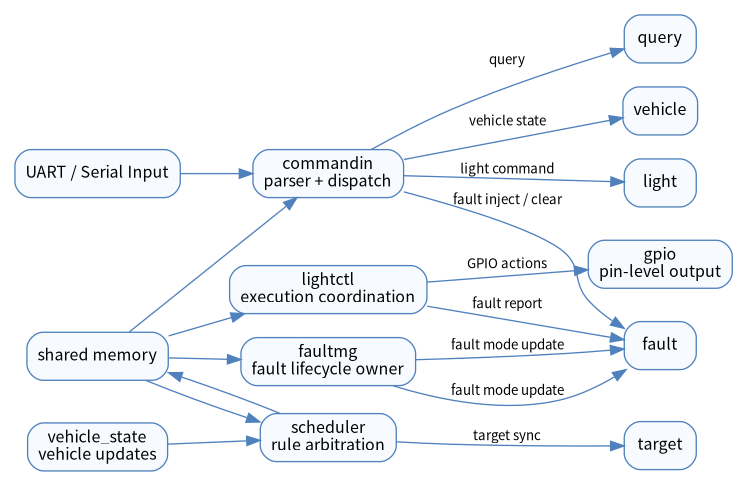 query
query
vehicle state
vehicle
UART / Serial Input
commandin
parser + dispatch
light command
light
fault inject / clear
gpio
pin-level output
GPIO actions
lightctl
execution coordination
fault report
shared memory
faultmg
fault lifecycle owner
fault mode update
fault
fault mode update
vehicle_state
vehicle updates
scheduler
rule arbitration
target sync
target